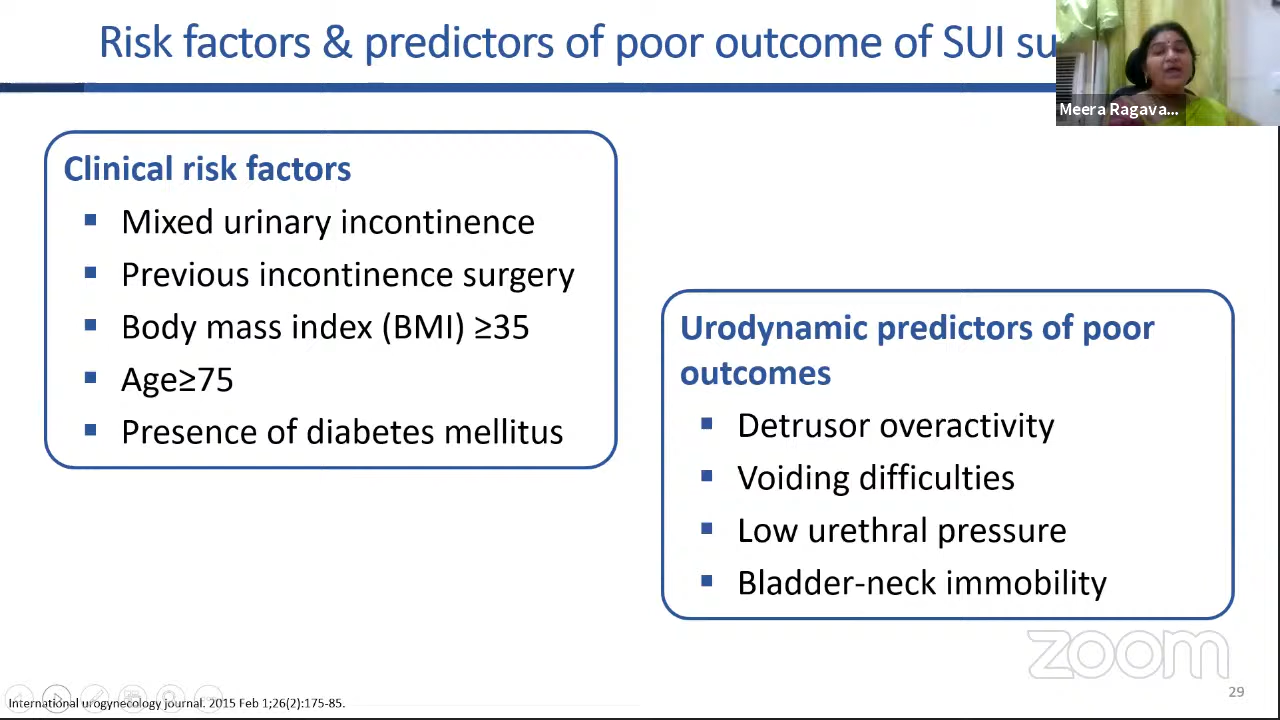 Risk factors & predictors of poor outcome of SUI su
Meera Ragava...
Clinical risk factors
▪ Mixed urinary incontinence
▪ Previous incontinence surgery
▪ Body mass index (BMI) ≥35
▪ Age≥75
▪ Presence of diabetes mellitus
Urodynamic predictors of poor
outcomes
▪ Detrusor overactivity
▪ Voiding difficulties
▪ Low urethral pressure
▪ Bladder-neck immobility
zoom
29
International urogynecology journal. 2015 Feb 1;26(2):175-85.